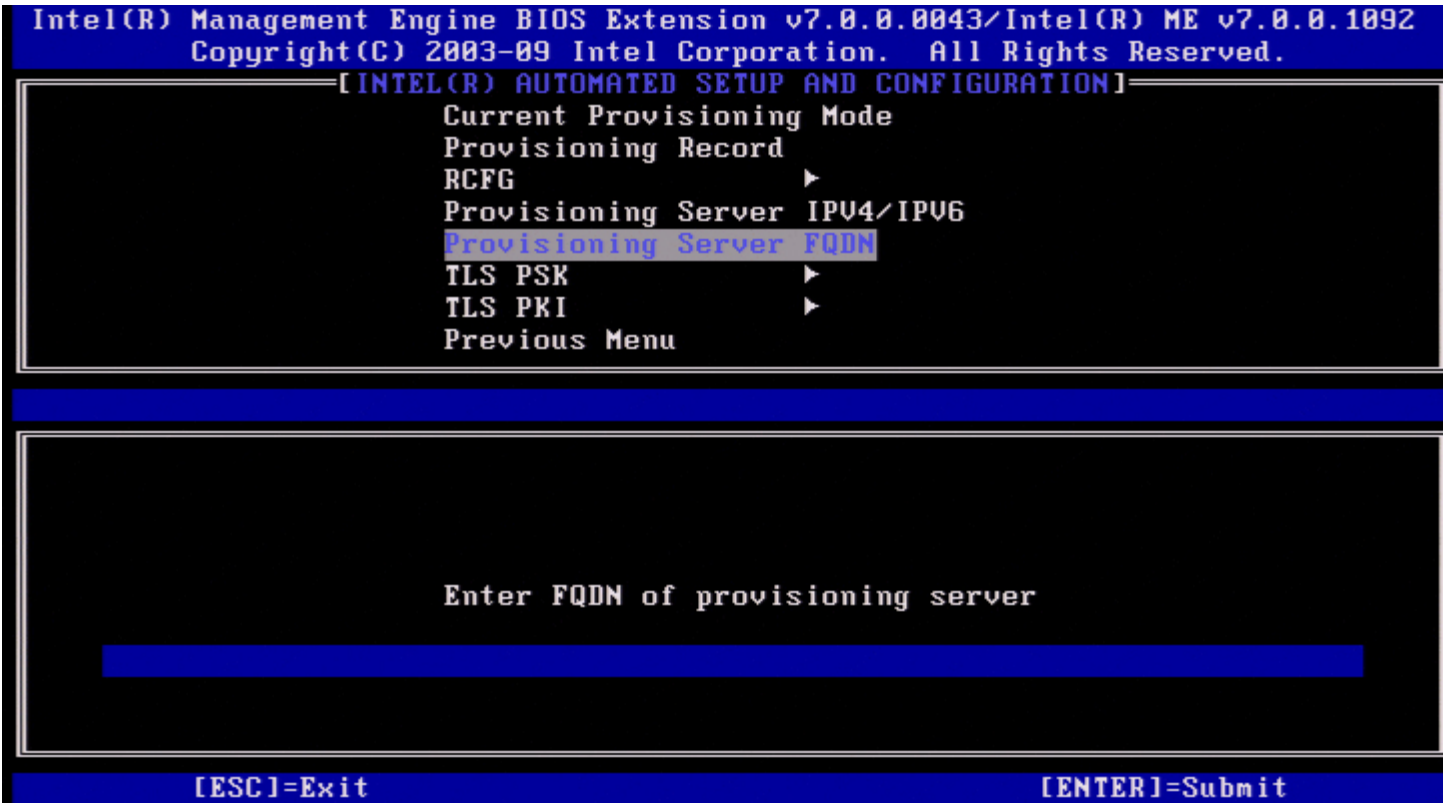 Intel(R) Management Engine BIOS Extension v7.0.0.0043/Intel(R) ME v7.0.0.1092
Copyright(C) 2003-09 Intel Corporation. All Rights Reserved.
[INTEL(R) AUTOMATED SETUP AND CONFIGURATION]
Current Provisioning Mode
Provisioning Record
RCFG ►
Provisioning Server IPV4/IPV6
Provisioning Server FQDN
TLS PSK ►
TLS PKI ►
Previous Menu
Enter FQDN of provisioning server
[ESC]=Exit [ENTER]=Submit